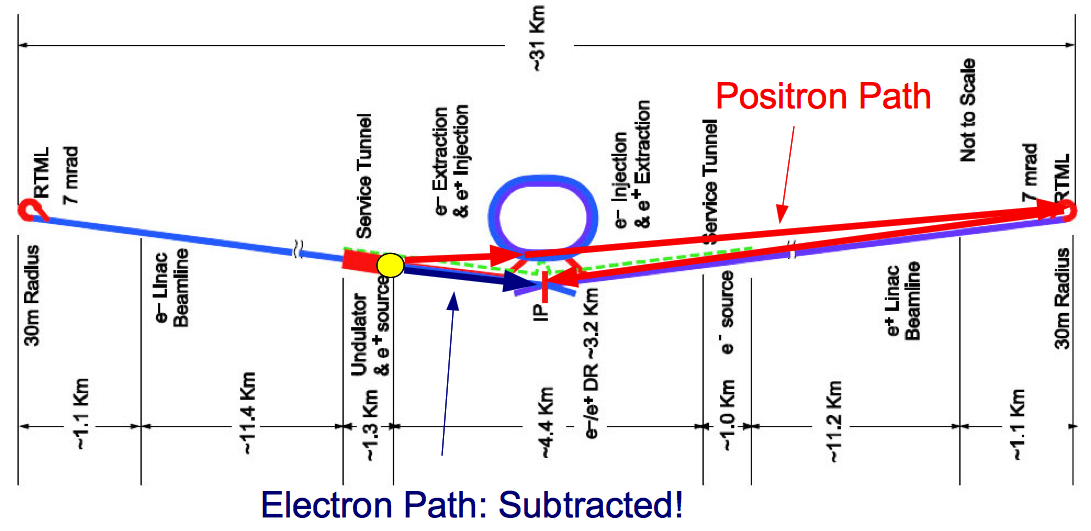 ~31 Km
Positron Path
Not to Scale
RTML
7 mrad
Service Tunnel
e⁻ Extraction
& e⁺ Injection
e⁻ Injection
& e⁺ Extraction
Service Tunnel
7 mrad
RTML
30m Radius
e⁻ Linac
Beamline
Undulator
& e⁺ source
IP
e⁻/e⁺ DR ~3.2 Km
e⁻ source
e⁺ Linac
Beamline
30m Radius
~1.1 Km
~11.4 Km
~1.3 Km
~4.4 Km
~1.0 Km
~11.2 Km
~1.1 Km
Electron Path: Subtracted!